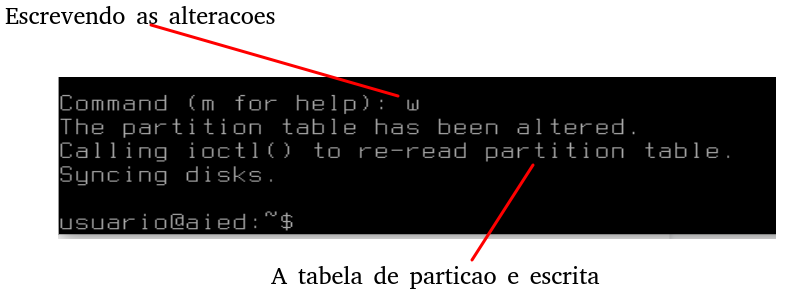 Escrevendo as alteracoes
Command (m for help): w
The partition table has been altered.
Calling ioctl() to re-read partition table.
Syncing disks.
usuario@aied:~$
A tabela de particao e escrita